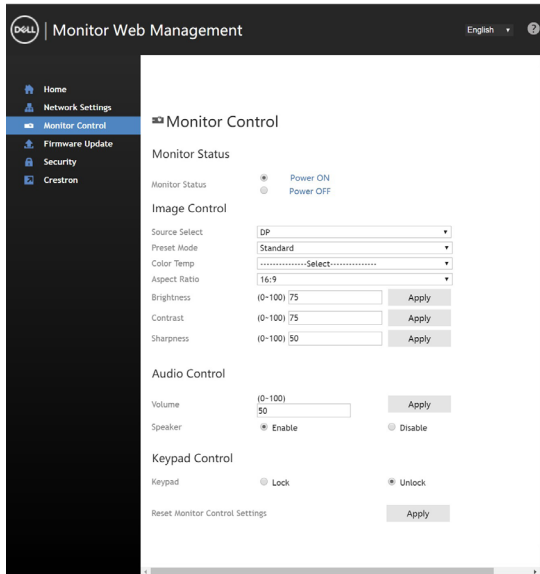 DELL | Monitor Web Management
English
?
Home
Network Settings
Monitor Control
Firmware Update
Security
Crestron
Monitor Control
Monitor Status
Monitor Status
Power ON
Power OFF
Image Control
Source Select DP
Preset Mode Standard
Color Temp ---------------Select---------------
Aspect Ratio 16:9
Brightness (0~100) 75 Apply
Contrast (0~100) 75 Apply
Sharpness (0~100) 50 Apply
Audio Control
(0~100)
Volume 50 Apply
Speaker Enable Disable
Keypad Control
Keypad Lock Unlock
Reset Monitor Control Settings Apply